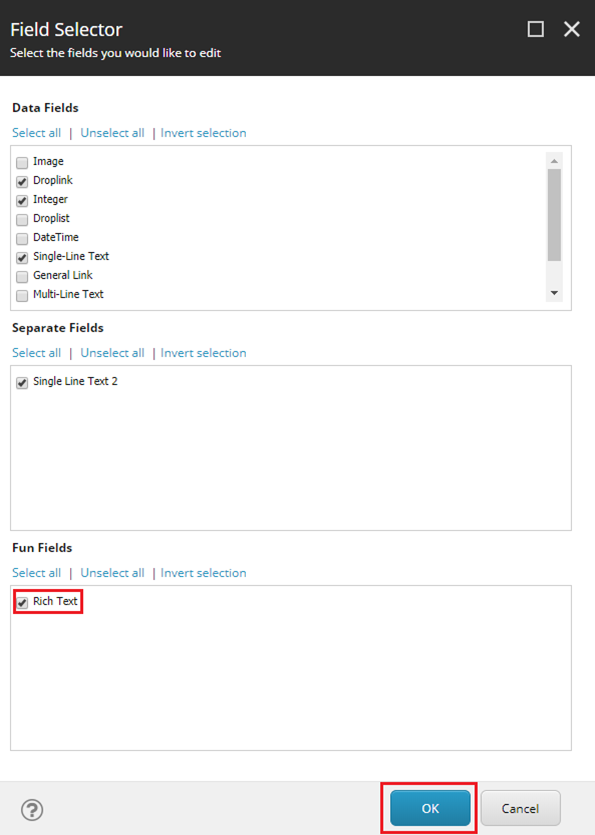 Field Selector
Select the fields you would like to edit
Data Fields
Select all | Unselect all | Invert selection
Image
Droplink
Integer
Droplist
DateTime
Single-Line Text
General Link
Multi-Line Text
Separate Fields
Select all | Unselect all | Invert selection
Single Line Text 2
Fun Fields
Select all | Unselect all | Invert selection
Rich Text
? OK Cancel